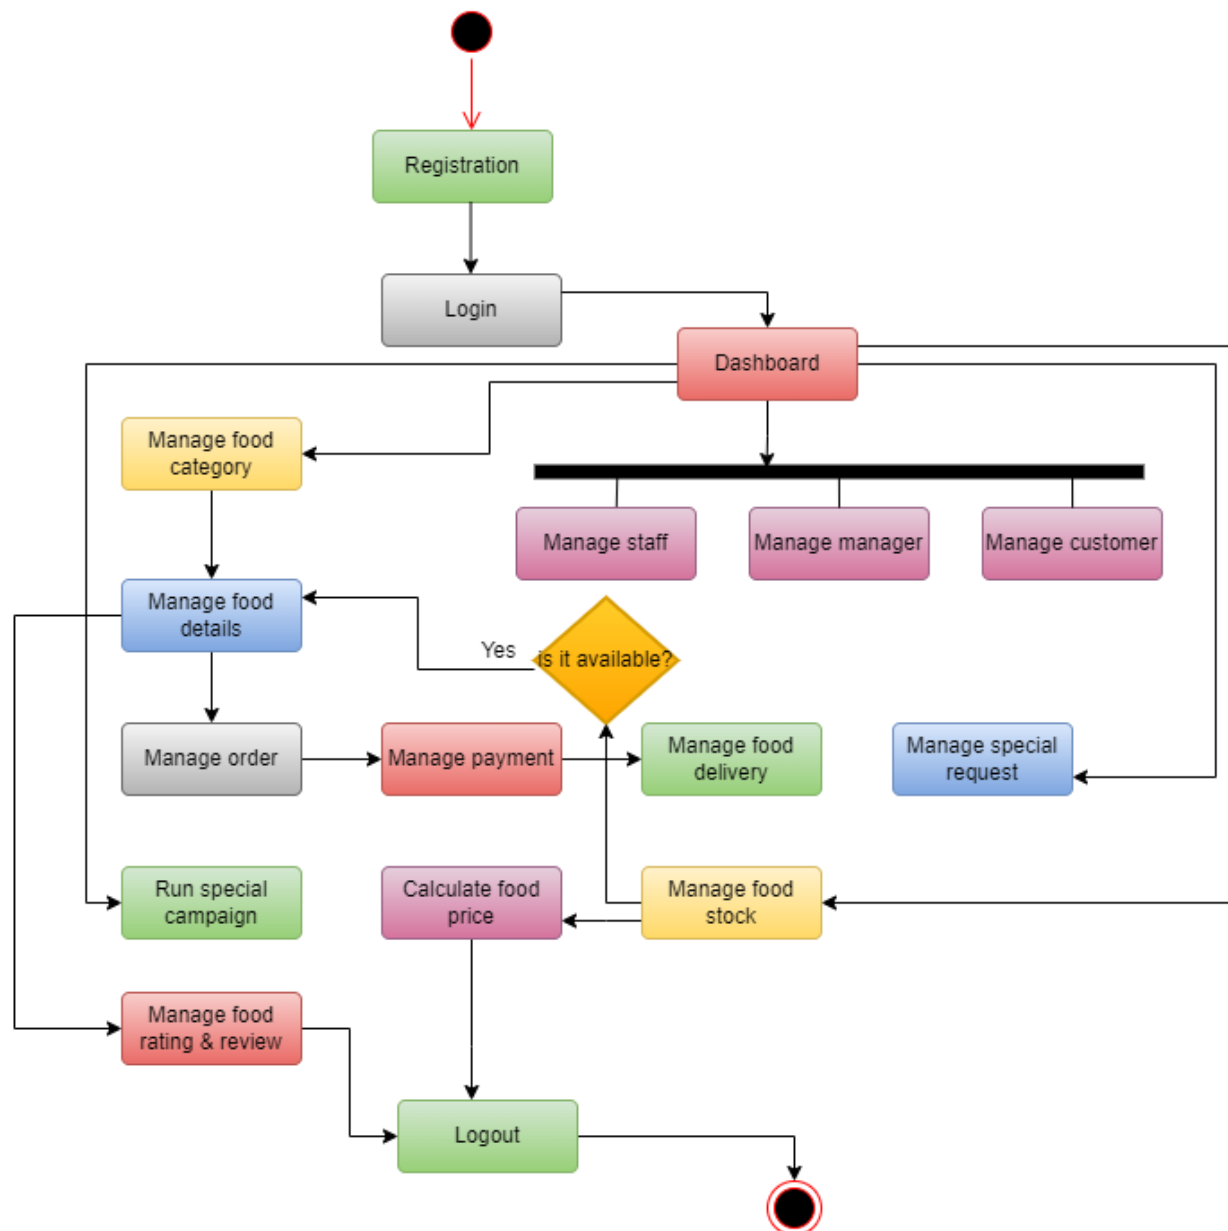 Registration
Login
Dashboard
Manage food
category
Manage staff
Manage manager
Manage customer
Manage food
details
Yes
is it available?
Manage order
Manage payment
Manage food
delivery
Manage special
request
Run special
campaign
Calculate food
price
Manage food
stock
Manage food
rating & review
Logout